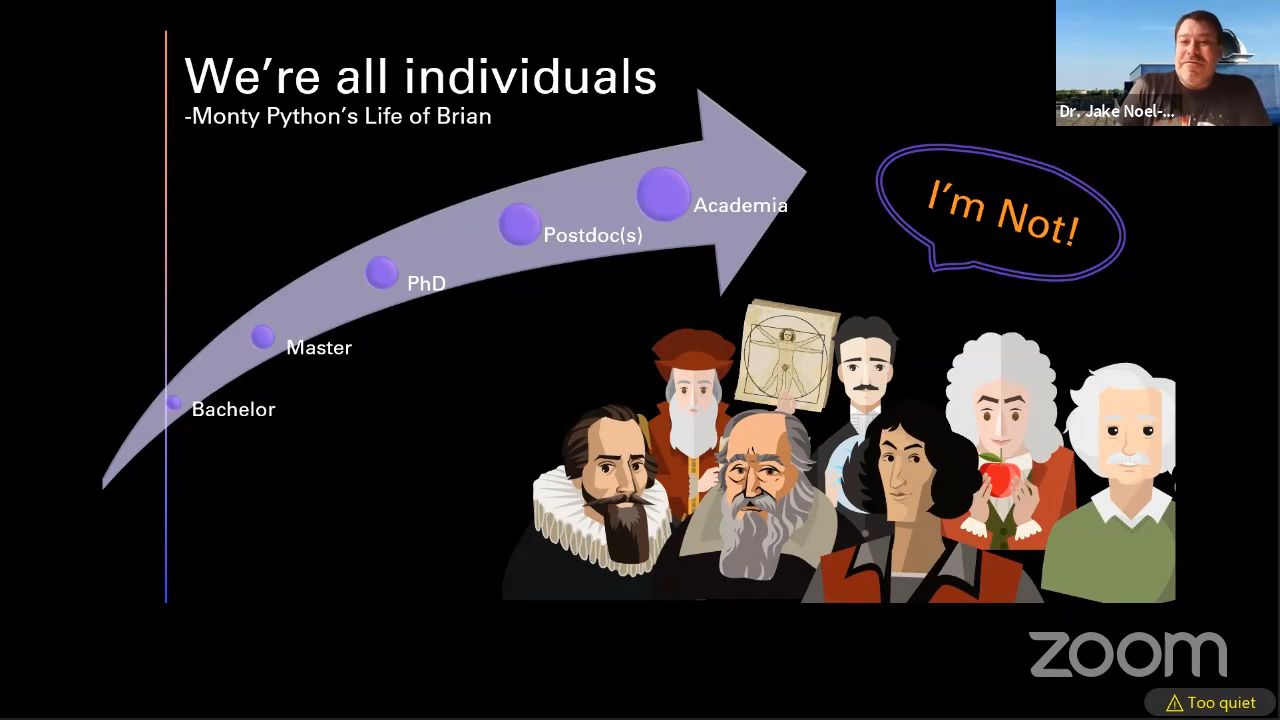 We're all individuals
-Monty Python's Life of Brian
Dr. Jake Noel-...
I'm Not!
Academia
Postdoc(s)
PhD
Master
Bachelor
zoom
Too quiet